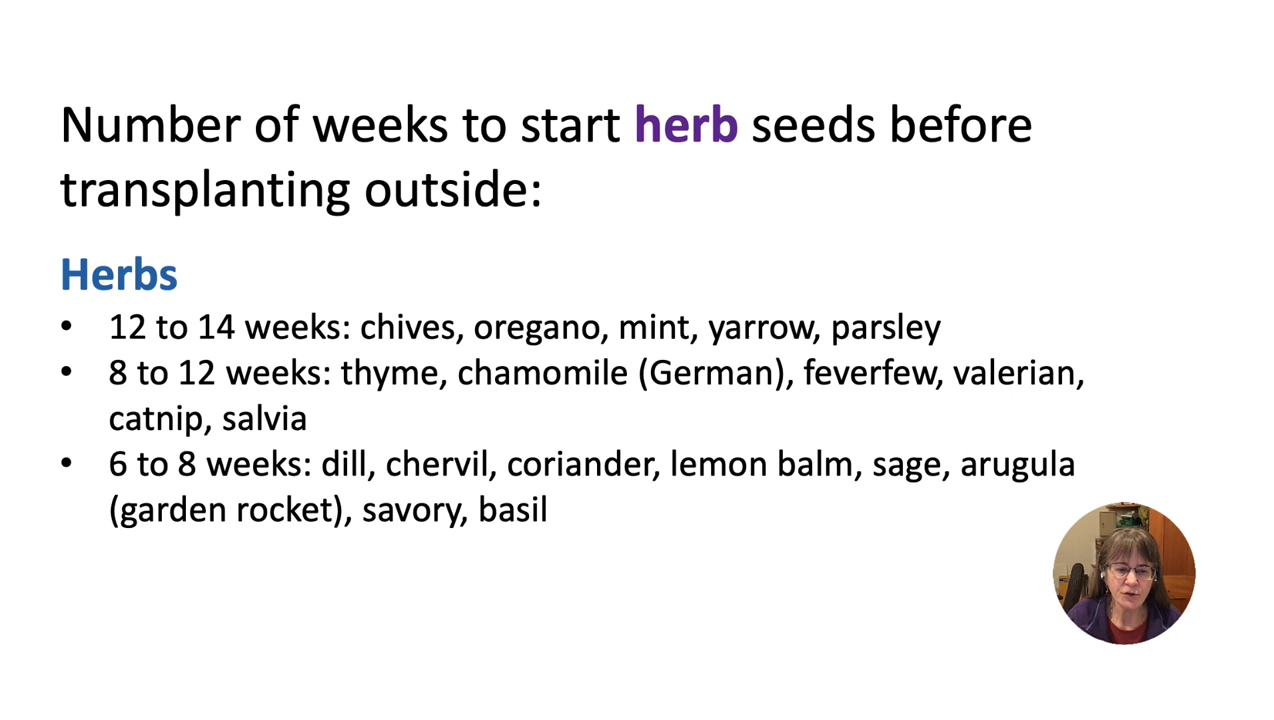 Number of weeks to start herb seeds before
transplanting outside:
Herbs
• 12 to 14 weeks: chives, oregano, mint, yarrow, parsley
• 8 to 12 weeks: thyme, chamomile (German), feverfew, valerian,
catnip, salvia
• 6 to 8 weeks: dill, chervil, coriander, lemon balm, sage, arugula
(garden rocket), savory, basil